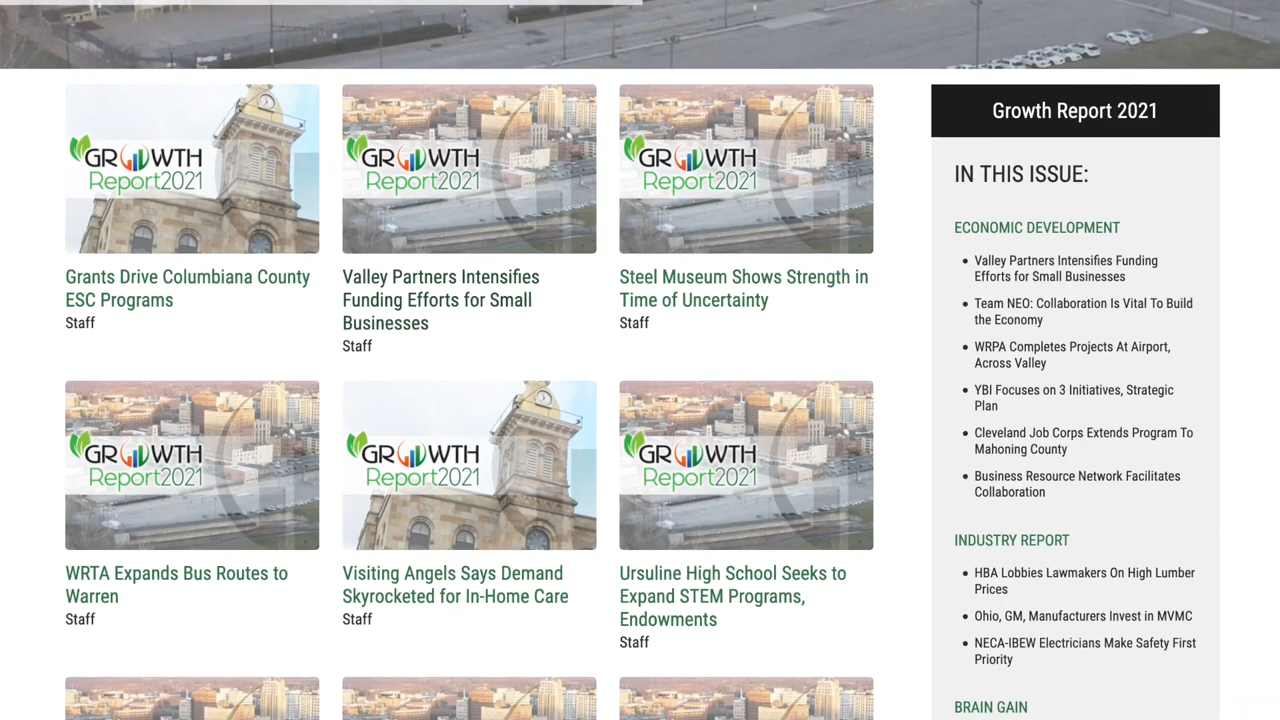 GROWTH
Report2021
GROWTH
Report2021
GROWTH
Report2021
Grants Drive Columbiana County
ESC Programs
Staff
Valley Partners Intensifies
Funding Efforts for Small
Businesses
Staff
Steel Museum Shows Strength in
Time of Uncertainty
Staff
GROWTH
Report2021
GROWTH
Report2021
GROWTH
Report2021
WRTA Expands Bus Routes to
Warren
Staff
Visiting Angels Says Demand
Skyrocketed for In-Home Care
Staff
Ursuline High School Seeks to
Expand STEM Programs,
Endowments
Staff
Growth Report 2021
IN THIS ISSUE:
ECONOMIC DEVELOPMENT
• Valley Partners Intensifies Funding
Efforts for Small Businesses
• Team NEO: Collaboration Is Vital To Build
the Economy
• WRPA Completes Projects At Airport,
Across Valley
• YBI Focuses on 3 Initiatives, Strategic
Plan
• Cleveland Job Corps Extends Program To
Mahoning County
• Business Resource Network Facilitates
Collaboration
INDUSTRY REPORT
• HBA Lobbies Lawmakers On High Lumber
Prices
• Ohio, GM, Manufacturers Invest in MVMC
• NECA-IBEW Electricians Make Safety First
Priority
BRAIN GAIN